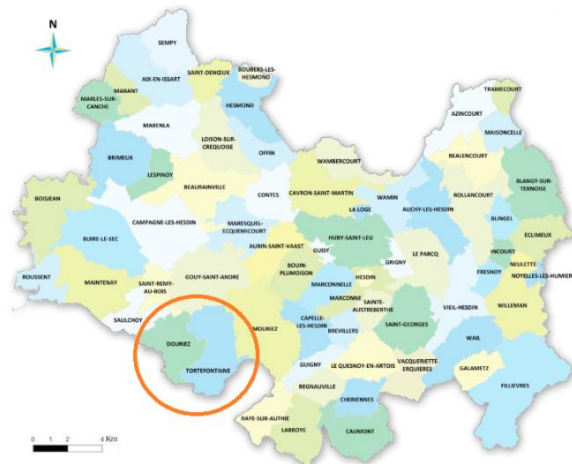 N
SEMPY
AIX-EN-ISSART
SAINT-DENŒUX
BOUBERS-LES-
HESMOND
MARANT
MARLES-SUR-
CANCHE
HESMOND
TRAMECOURT
AZINCOURT
MARENLA
LOISON-SUR-
CREQUOISE
MAISONCELLE
BRIMEUX
OFFIN
WAMBERCOURT
BEALENCOURT
LESPINOY
BEAURAINVILLE
CONTES
CAVRON-SAINT-MARTIN
WAMIN
ROLLANCOURT
BLANGY-SUR-
TERNOISE
BOISJEAN
LA LOGE
AUCHY-LES-HESDIN
BLINGEL
CAMPAGNE-LES-HESDIN
MARESQUEL-
ECQUEMICOURT
HUBY-SAINT-LEU
ECLIMEUX
BUIRE-LE-SEC
AUBIN-SAINT-VAAST
GUISY
LE PARCQ
INCOURT
GRIGNY
NEULETTE
ROUSSENT
BOUIN-
PLUMOISON
HESDIN
FRESNOY
NOYELLES-LES-HUMIER
MAINTENAY
SAINT-REMY-
AU-BOIS
GOUY-SAINT-ANDRE
MARCONNELLE
MARCONNE
SAINTE-
AUSTREBERTHE
VIEIL-HESDIN
WILLEMAN
SAULCHOY
MOURIEZ
CAPELLE-
LES-HESDIN
BREVILLERS
SAINT-GEORGES
DOURIEZ
WAIL
GUIGNY
LE QUESNOY-EN-ARTOIS
VACQUERIETTE-
ERQUIERES
GALAMETZ
TORTEFONTAINE
REGNAUVILLE
FILLIEVRES
CHERIENNES
RAYE-SUR-AUTHIE
LABROYE
CAUMONT
0 2 4 Km